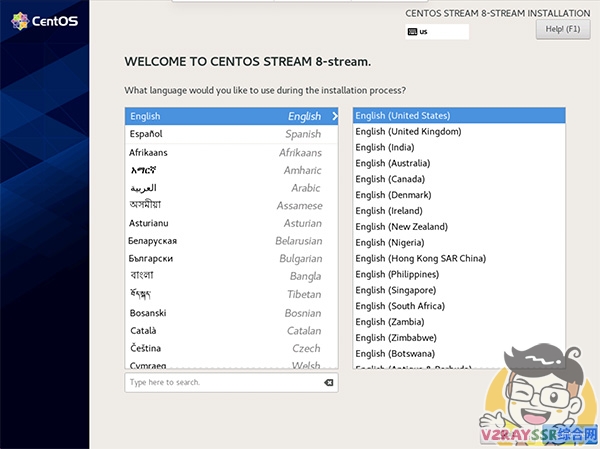 CentOS
CENTOS STREAM 8-STREAM INSTALLATION
us
Help! (F1)
WELCOME TO CENTOS STREAM 8-stream.
What language would you like to use during the installation process?
English English
Español Spanish
Afrikaans Afrikaans
አማርኛ Amharic
العربية Arabic
অসমীয়া Assamese
Asturianu Asturian
Беларуская Belarusian
Български Bulgarian
বাংলা Bangla
བོད་སྐད་ Tibetan
Bosanski Bosnian
Català Catalan
Čeština Czech
Cymraeg Welsh
Type here to search.
English (United States)
English (United Kingdom)
English (India)
English (Australia)
English (Canada)
English (Denmark)
English (Ireland)
English (New Zealand)
English (Nigeria)
English (Hong Kong SAR China)
English (Philippines)
English (Singapore)
English (South Africa)
English (Zambia)
English (Zimbabwe)
English (Botswana)
English (Antigua & Barbuda)
V2RAYSSR综合网